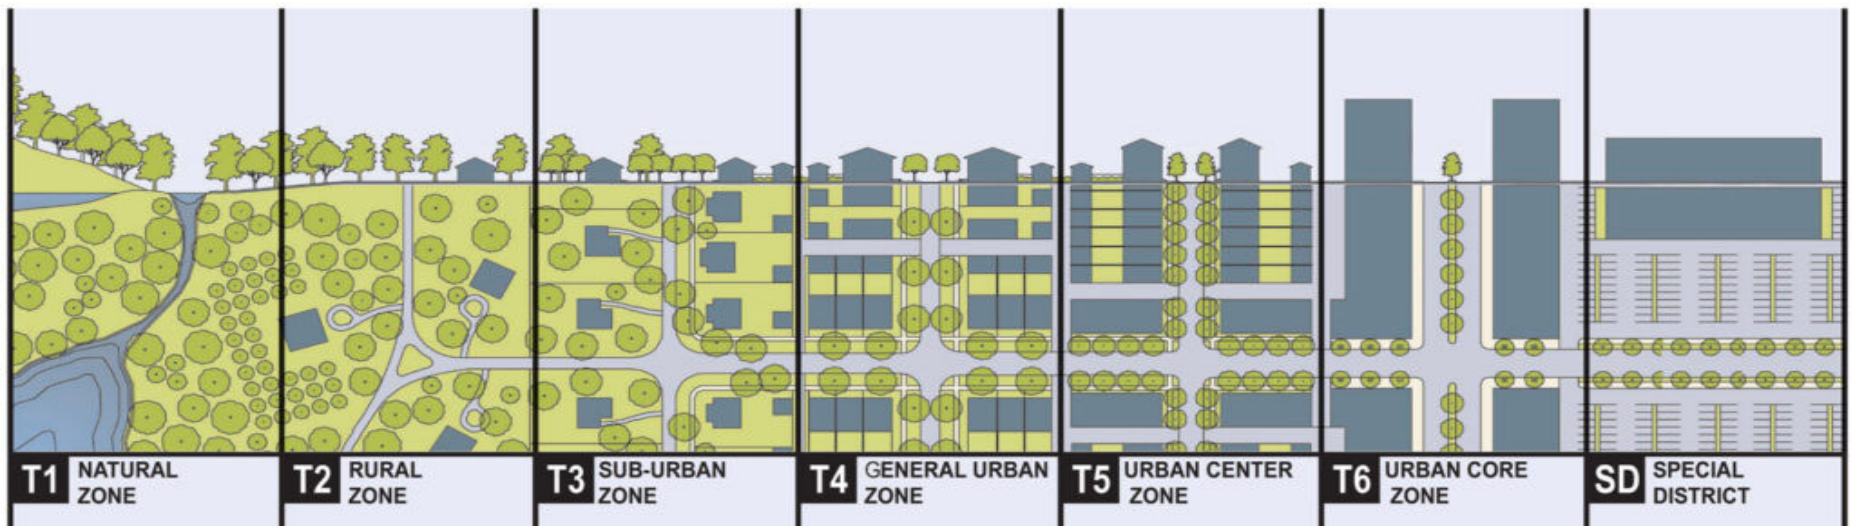 T1 NATURAL
ZONE
T2 RURAL
ZONE
T3 SUB-URBAN
ZONE
T4 GENERAL URBAN
ZONE
T5 URBAN CENTER
ZONE
T6 URBAN CORE
ZONE
SD SPECIAL
DISTRICT